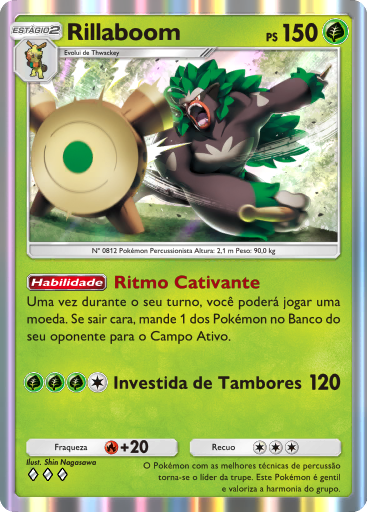 ESTÁGIO2 Rillaboom PS 150
Evolui de Thwackey
Nº 0812 Pokémon Percussionista Altura: 2,1 m Peso: 90,0 kg
Habilidade Ritmo Cativante
Uma vez durante o seu turno, você poderá jogar uma
moeda. Se sair cara, mande 1 dos Pokémon no Banco do
seu oponente para o Campo Ativo.
Investida de Tambores 120
Fraqueza +20 Recuo
Ilust. Shin Nagasawa
O Pokémon com as melhores técnicas de percussão
torna-se o líder da trupe. Este Pokémon é gentil
e valoriza a harmonia do grupo.